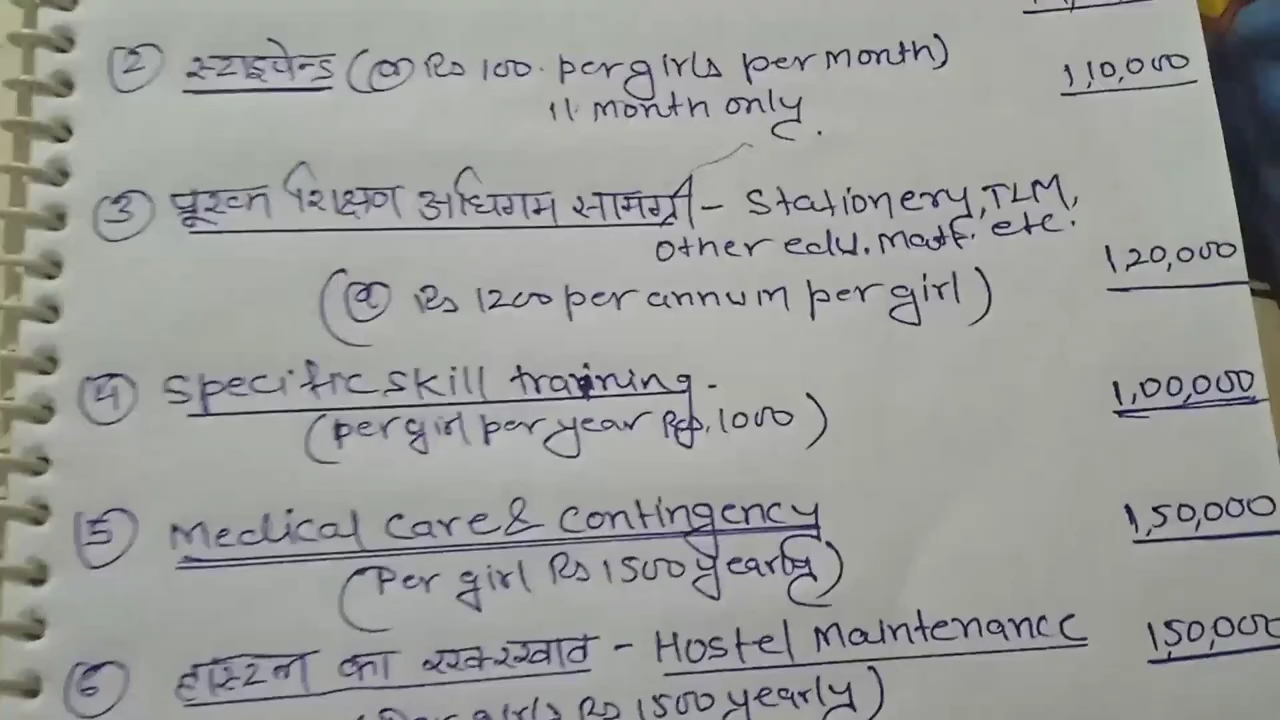 ② स्टाइपेन्ड (@ Rs 100. per girls per month) 1,10,000
11 month only.
③ पूरक शिक्षण अधिगम सामग्री - Stationery, TLM,
Other edu. Matr. etc. 1,20,000
(@ Rs 1200 per annum per girl)
④ Specific skill training. 1,00,000
(per girl per year Rs. 1000)
⑤ Medical care & contingency 1,50,000
(Per girl Rs 1500 yearly)
⑥ हॉस्टल का रखरखाव - Hostel Maintenance 1,50,000
(Per girls Rs 1500 yearly)